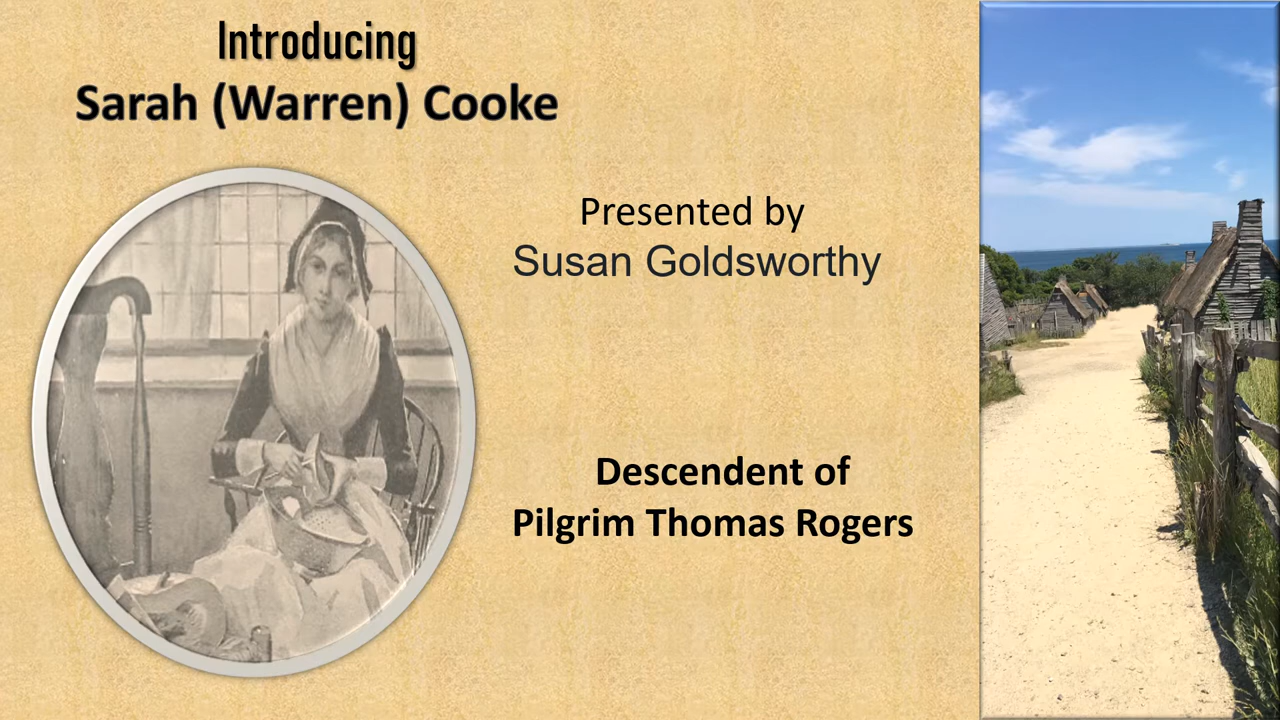 Introducing
Sarah (Warren) Cooke
Presented by
Susan Goldsworthy
Descendent of
Pilgrim Thomas Rogers